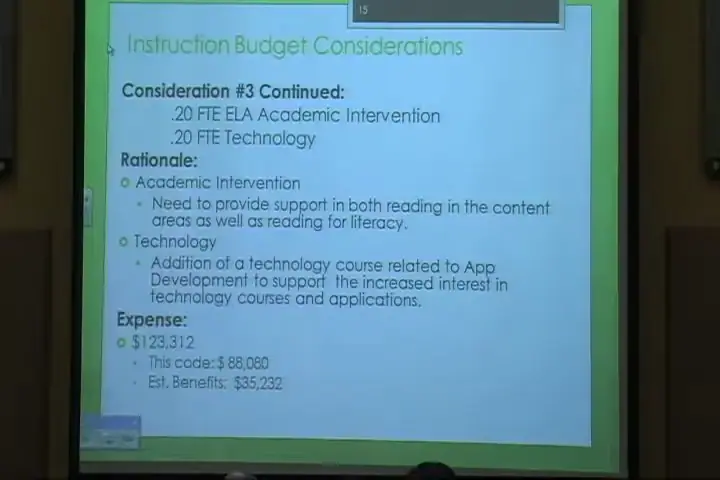 15
Instruction Budget Considerations
Consideration #3 Continued:
.20 FTE ELA Academic Intervention
.20 FTE Technology
Rationale:
Academic Intervention
Need to provide support in both reading in the content
areas as well as reading for literacy.
Technology
Addition of a technology course related to App
Development to support the increased interest in
technology courses and applications.
Expense:
$123,312
This code: $ 88,080
Est. Benefits: $35,232